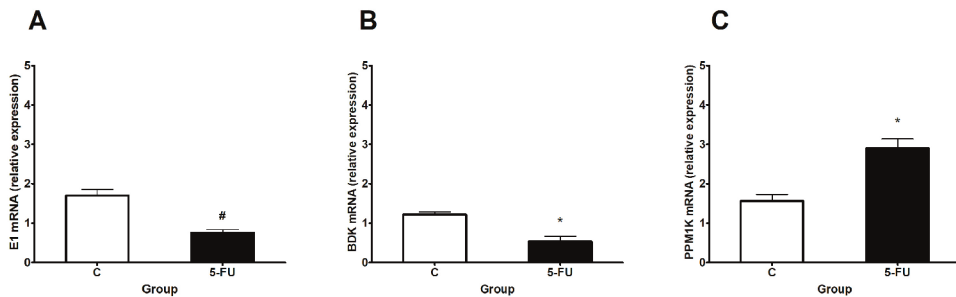 A
E1 mRNA (relative expression)
5
4
3
2
1
0
#
C
5-FU
Group
B
BDK mRNA (relative expression)
5
4
3
2
1
0
*
C
5-FU
Group
C
PPM1K mRNA (relative expression)
5
4
3
2
1
0
*
C
5-FU
Group